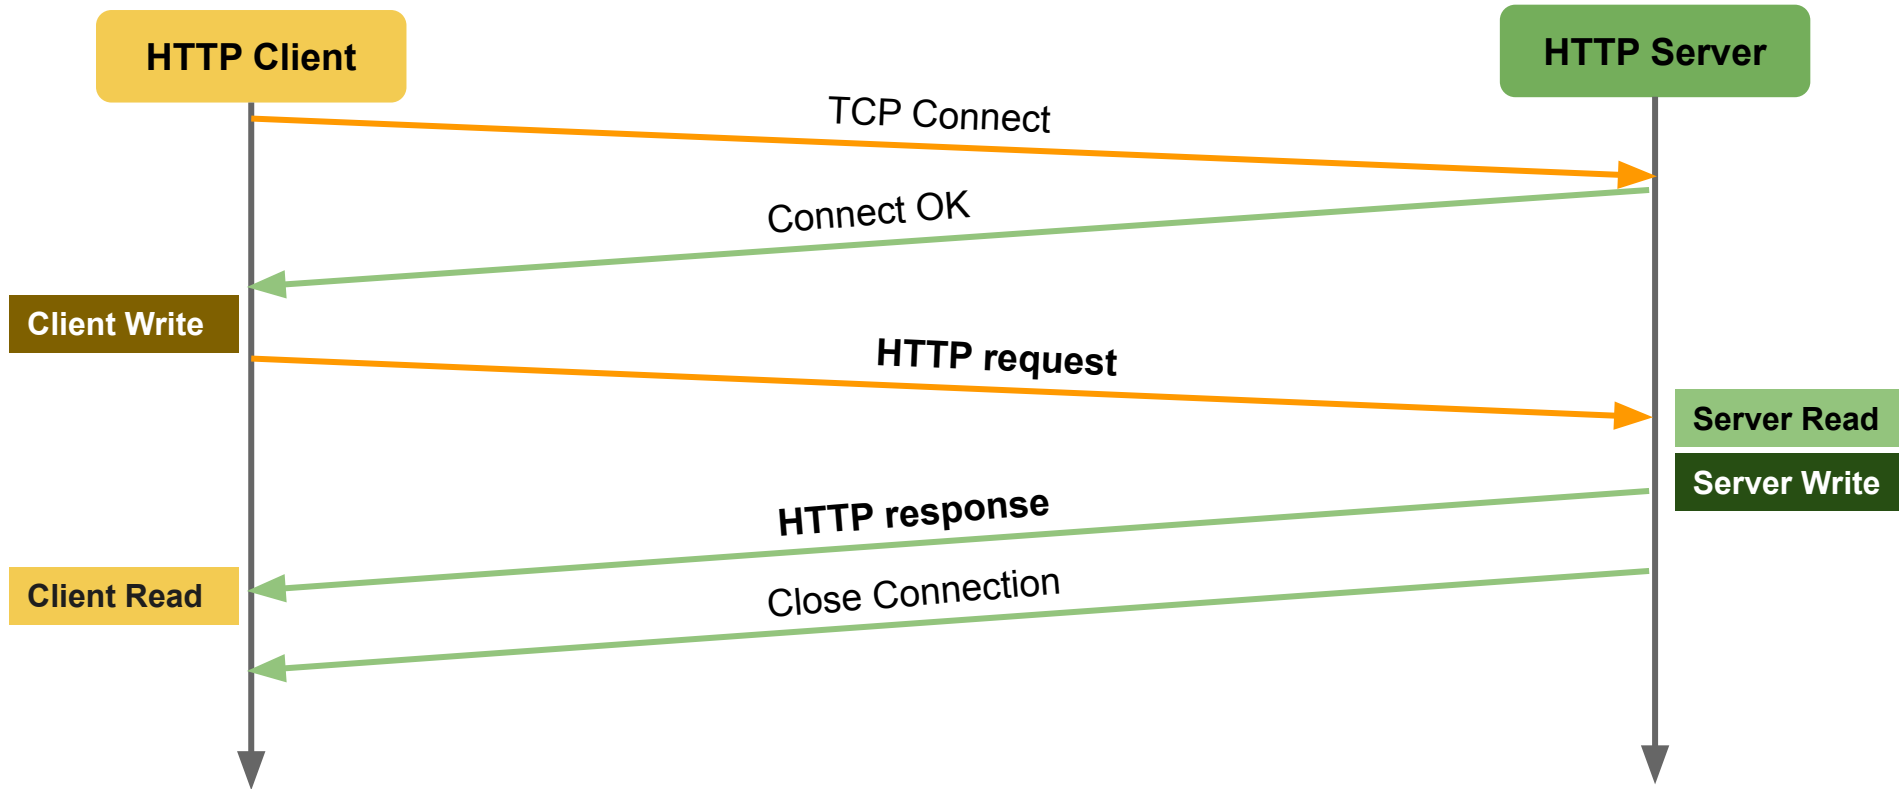 HTTP Client
HTTP Server
TCP Connect
Connect OK
Client Write
HTTP request
Server Read
Server Write
HTTP response
Client Read
Close Connection